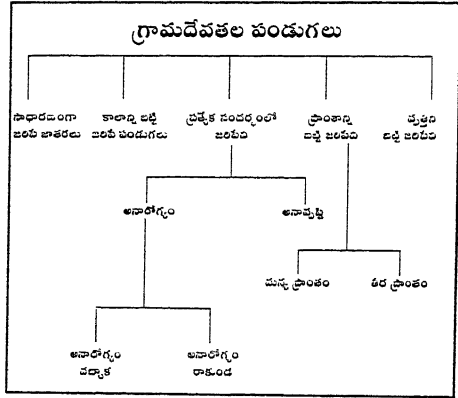 గ్రామదేవతల పండుగలు
సాధారణంగా
జరిపే జాతరలు
కాలాన్ని బట్టి
జరిపే పండుగలు
ప్రత్యేక సందర్భంలో
జరిపేవి
ప్రాంతాన్ని
బట్టి జరిపేవి
వృత్తిని
బట్టి జరిపేవి
అనారోగ్యం
అనావృష్టి
మన్య ప్రాంతం
తీర ప్రాంతం
అనారోగ్యం
వచ్చాక
అనారోగ్యం
రాకుండ